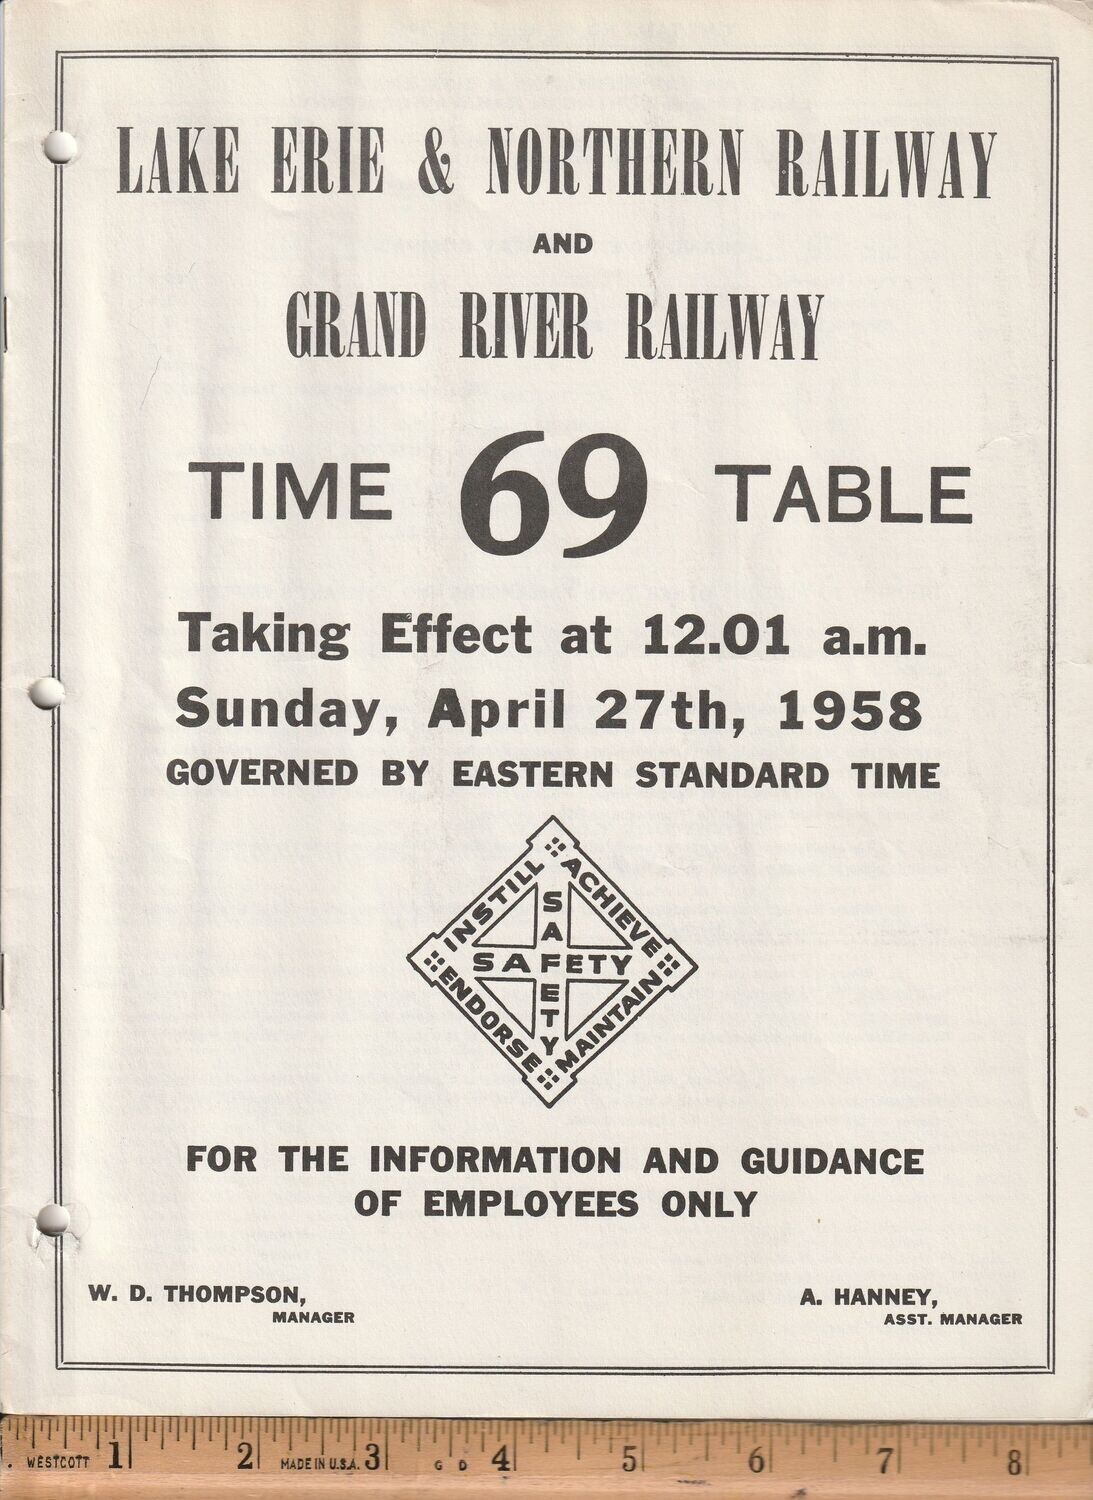 LAKE ERIE & NORTHERN RAILWAY
AND
GRAND RIVER RAILWAY
TIME 69 TABLE
Taking Effect at 12.01 a.m.
Sunday, April 27th, 1958
GOVERNED BY EASTERN STANDARD TIME
INSTILL
ACHIEVE
SAFETY
SAFETY
ENDORSE
MAINTAIN
FOR THE INFORMATION AND GUIDANCE
OF EMPLOYEES ONLY
W. D. THOMPSON,
MANAGER
A. HANNEY,
ASST. MANAGER
WESTCOTT 1 2 MADE IN U.S.A. 3 G D 4 5 6 7 8